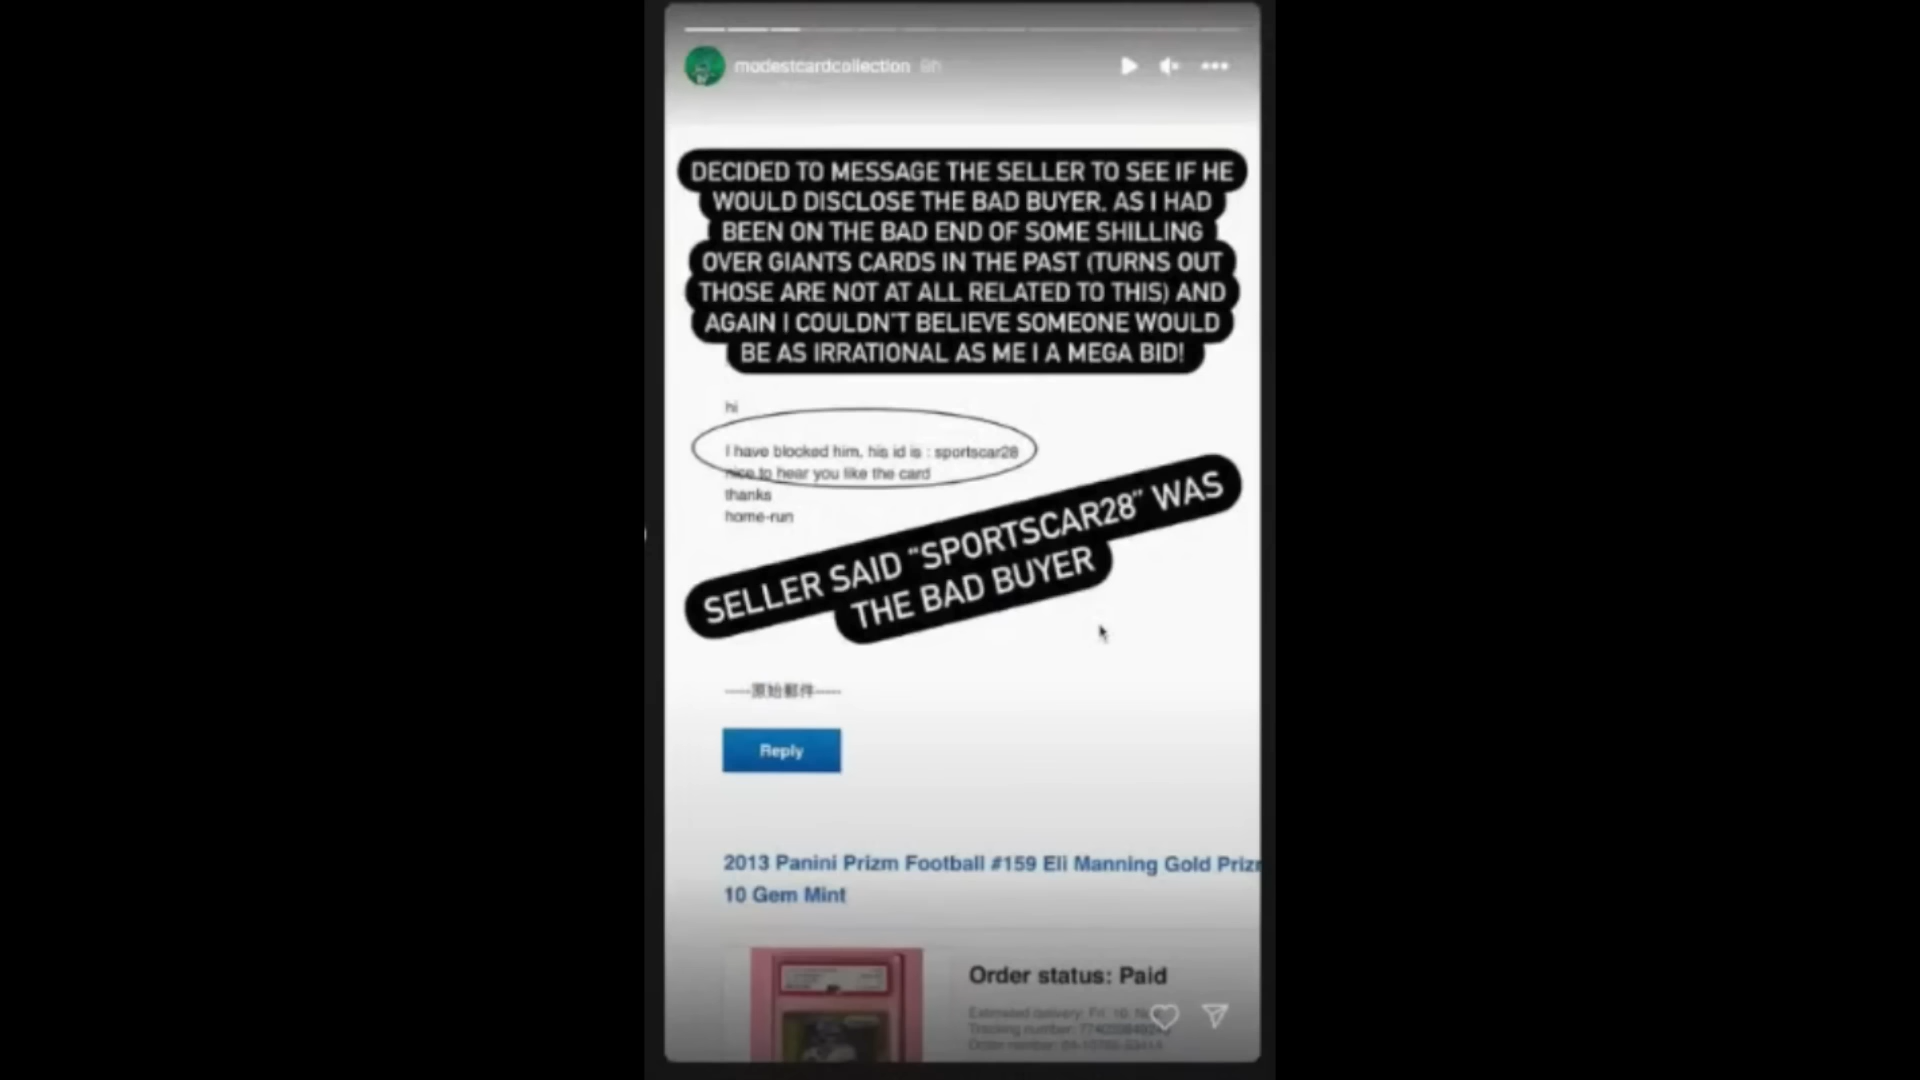 modestcardcollection
DECIDED TO MESSAGE THE SELLER TO SEE IF HE
WOULD DISCLOSE THE BAD BUYER. AS I HAD
BEEN ON THE BAD END OF SOME SHILLING
OVER GIANTS CARDS IN THE PAST (TURNS OUT
THOSE ARE NOT AT ALL RELATED TO THIS) AND
AGAIN I COULDN'T BELIEVE SOMEONE WOULD
BE AS IRRATIONAL AS ME I A MEGA BID!
hi
I have blocked him, his id is : sportscar28
nice to hear you like the card
thanks
home-run
SELLER SAID "SPORTSCAR28" WAS
THE BAD BUYER
-----原始郵件-----
Reply
2013 Panini Prizm Football #159 Eli Manning Gold Prizm
10 Gem Mint
Order status: Paid
Estimated delivery: Fri,
Tracking number:
Order number: